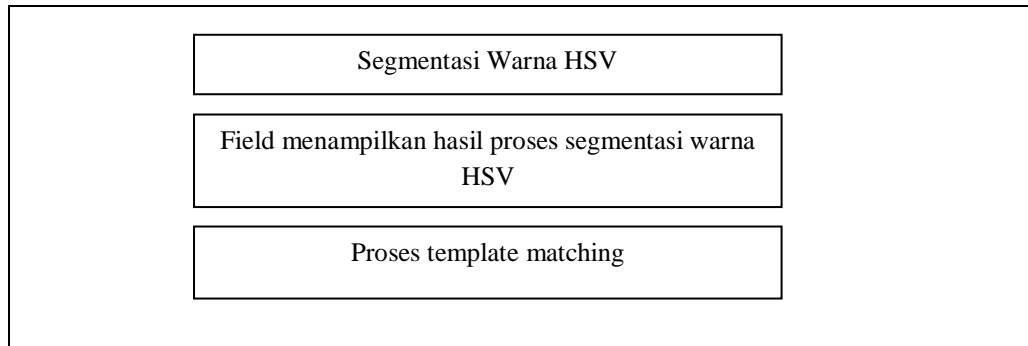 Segmentasi Warna HSV
Field menampilkan hasil proses segmentasi warna
HSV
Proses template matching